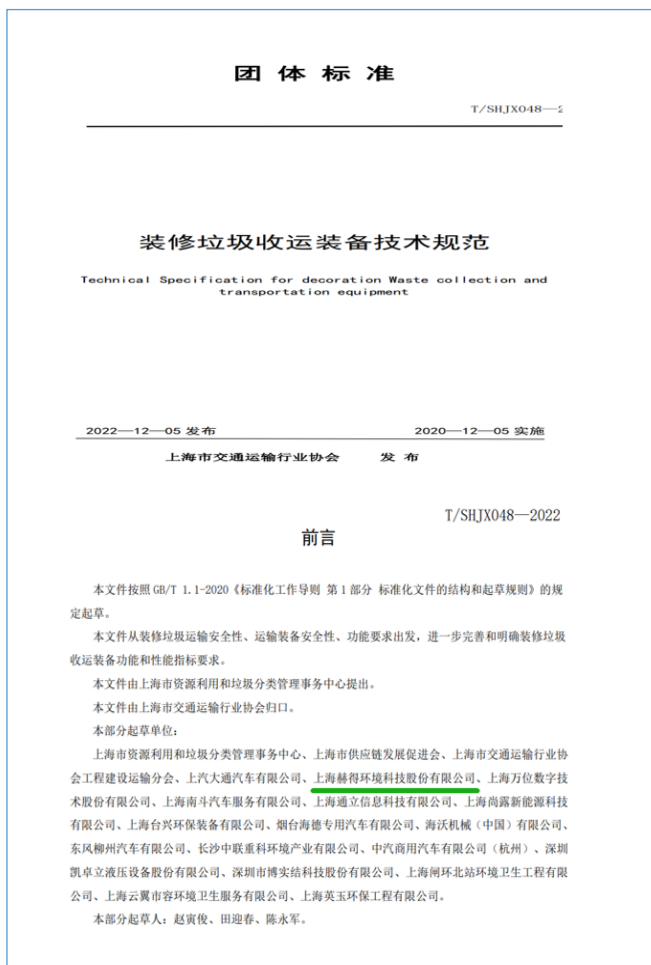 团体标准
T/SHJX048—2
装修垃圾收运装备技术规范
Technical Specification for decoration Waste collection and
transportation equipment
2022—12—05 发布 2020—12—05 实施
上海市交通运输行业协会 发 布
T/SHJX048—2022
前言
本文件按照 GB/T 1.1-2020《标准化工作导则 第 1 部分 标准化文件的结构和起草规则》的规
定起草。
本文件从装修垃圾运输安全性、运输装备安全性、功能要求出发，进一步完善和明确装修垃圾
收运装备功能和性能指标要求。
本文件由上海市资源利用和垃圾分类管理事务中心提出。
本文件由上海市交通运输行业协会归口。
本部分起草单位：
上海市资源利用和垃圾分类管理事务中心、上海市供应链发展促进会、上海市交通运输行业协
会工程建设运输分会、上汽大通汽车有限公司、上海赫得环境科技股份有限公司、上海万位数字技
术股份有限公司、上海南斗汽车服务有限公司、上海通立信息科技有限公司、上海尚露新能源科技
有限公司、上海台兴环保装备有限公司、烟台海德专用汽车有限公司、海沃机械（中国）有限公司、
东风柳州汽车有限公司、长沙中联重科环境产业有限公司、中汽商用汽车有限公司（杭州）、深圳
凯卓立液压设备股份有限公司、深圳市博实结科技股份有限公司、上海闸环北站环境卫生工程有限
公司、上海云翼市容环境卫生服务有限公司、上海英玉环保工程有限公司。
本部分起草人：赵寅俊、田迎春、陈永军。